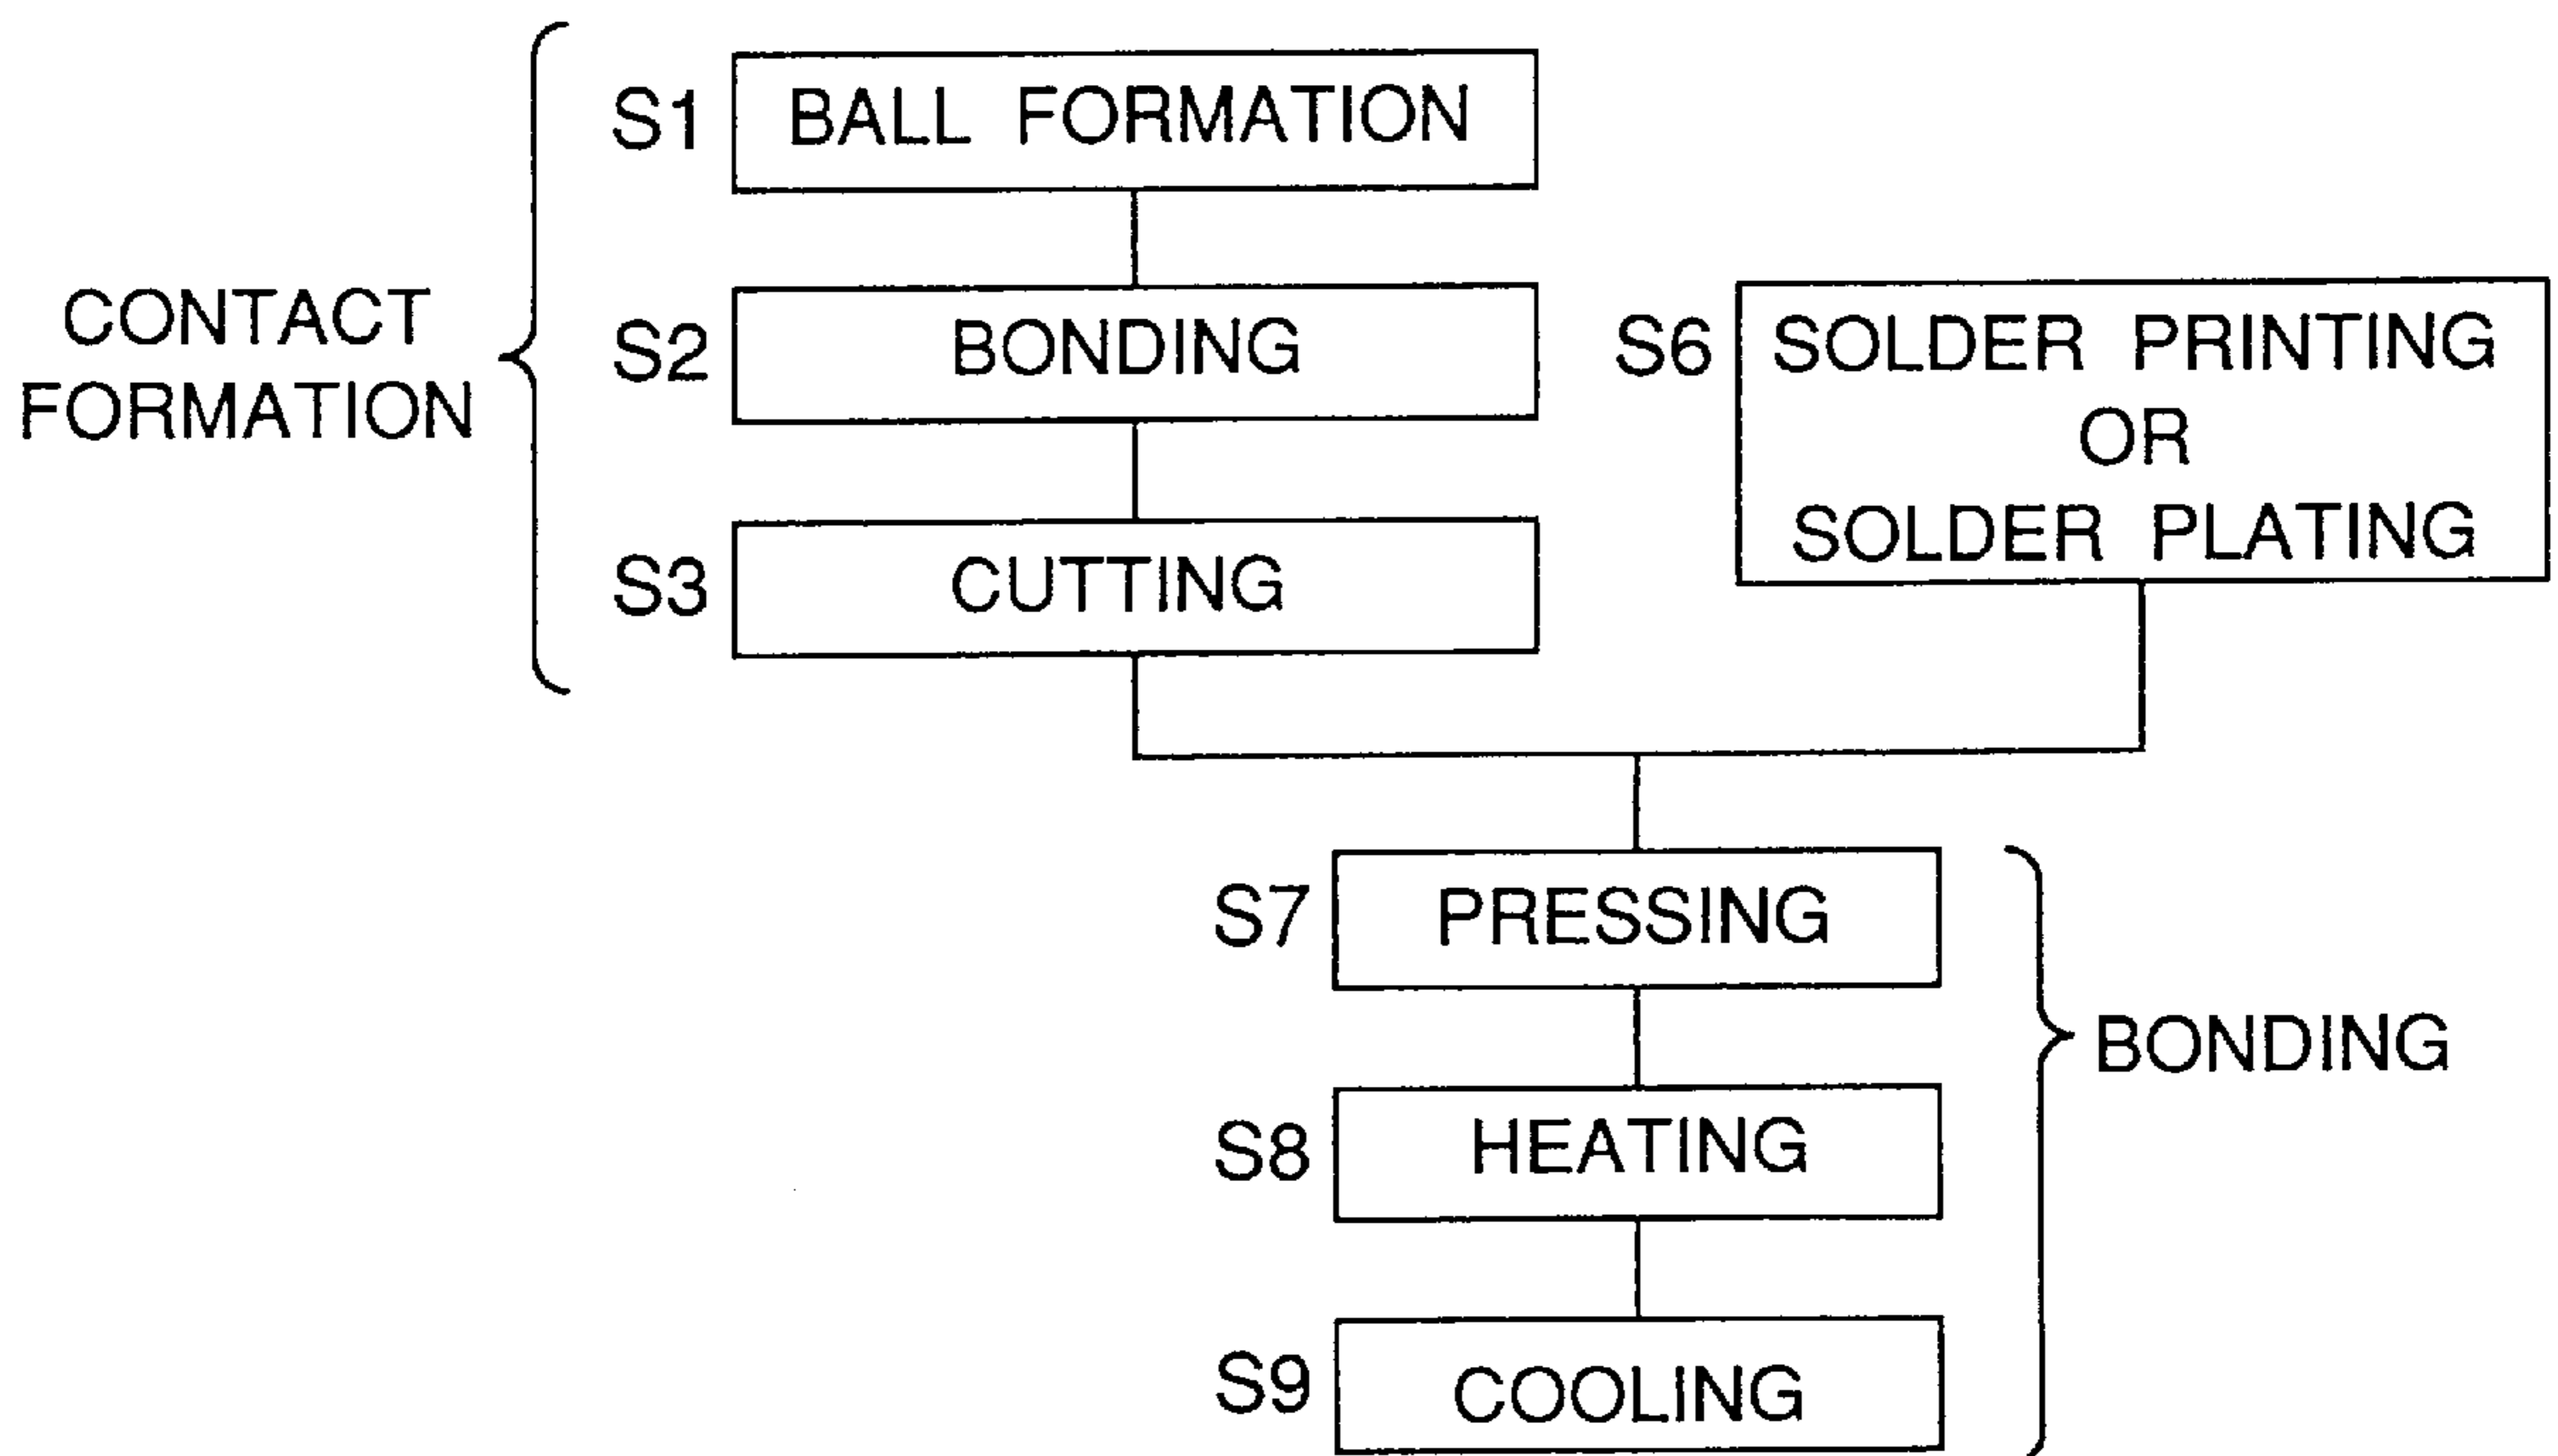 CONTACT
FORMATION
S1 BALL FORMATION
S2 BONDING
S3 CUTTING
S6 SOLDER PRINTING
OR
SOLDER PLATING
S7 PRESSING
S8 HEATING
S9 COOLING
BONDING